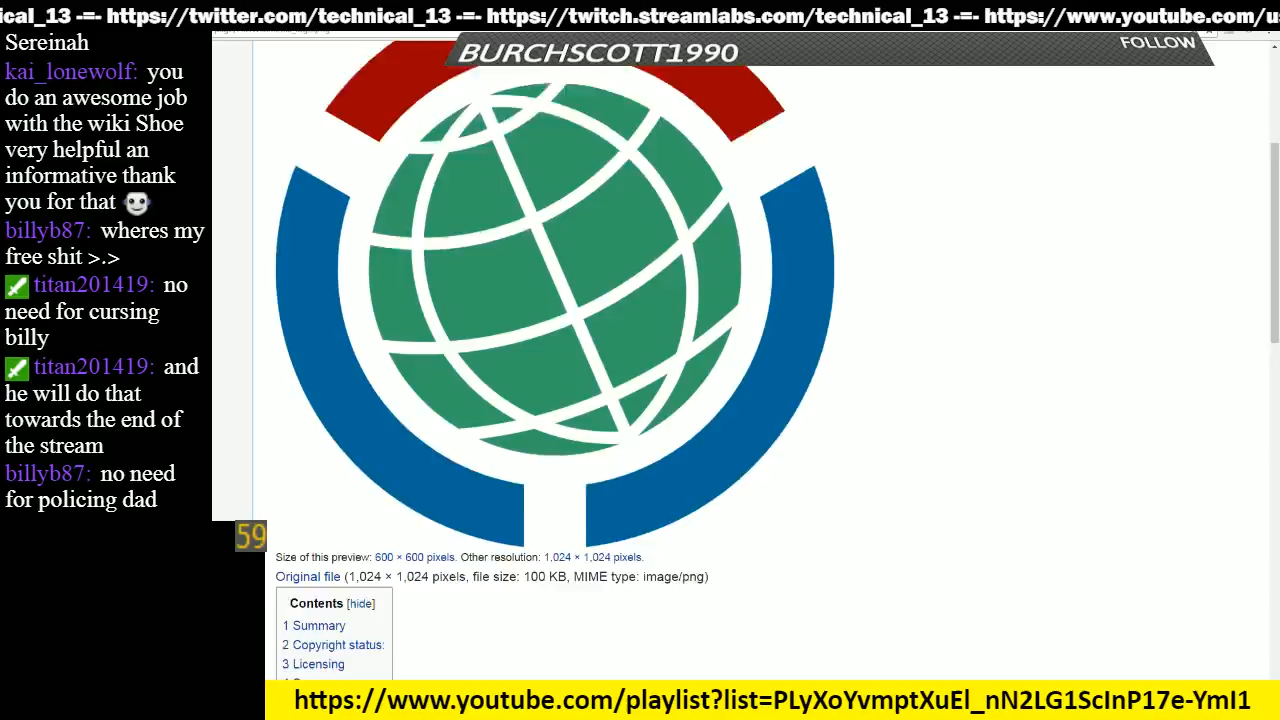 ical_13 -=- https://twitter.com/technical_13 -=- https://twitch.streamlabs.com/technical_13 -=- https://www.youtube.com/u
BURCHSCOTT1990
FOLLOW
Sereinah
kai_lonewolf: you
do an awesome job
with the wiki Shoe
very helpful an
informative thank
you for that
billyb87: wheres my
free shit >.>
titan201419: no
need for cursing
billy
titan201419: and
he will do that
towards the end of
the stream
billyb87: no need
for policing dad
59
Size of this preview: 600 × 600 pixels. Other resolution: 1,024 × 1,024 pixels.
Original file (1,024 × 1,024 pixels, file size: 100 KB, MIME type: image/png)
Contents [hide]
1 Summary
2 Copyright status:
3 Licensing
https://www.youtube.com/playlist?list=PLyXoYvmptXuEl_nN2LG1ScInP17e-YmI1